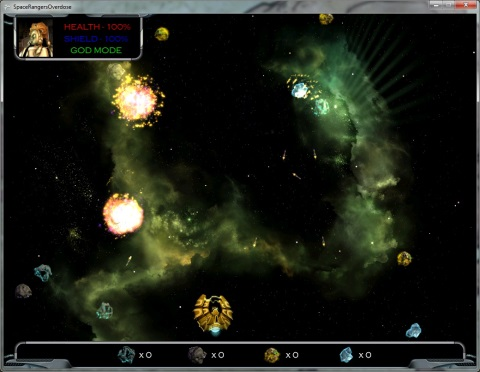 SpaceRangersOverdose
HEALTH - 100%
SHIELD - 100%
GOD MODE
x 0
x 0
x 0
x 0